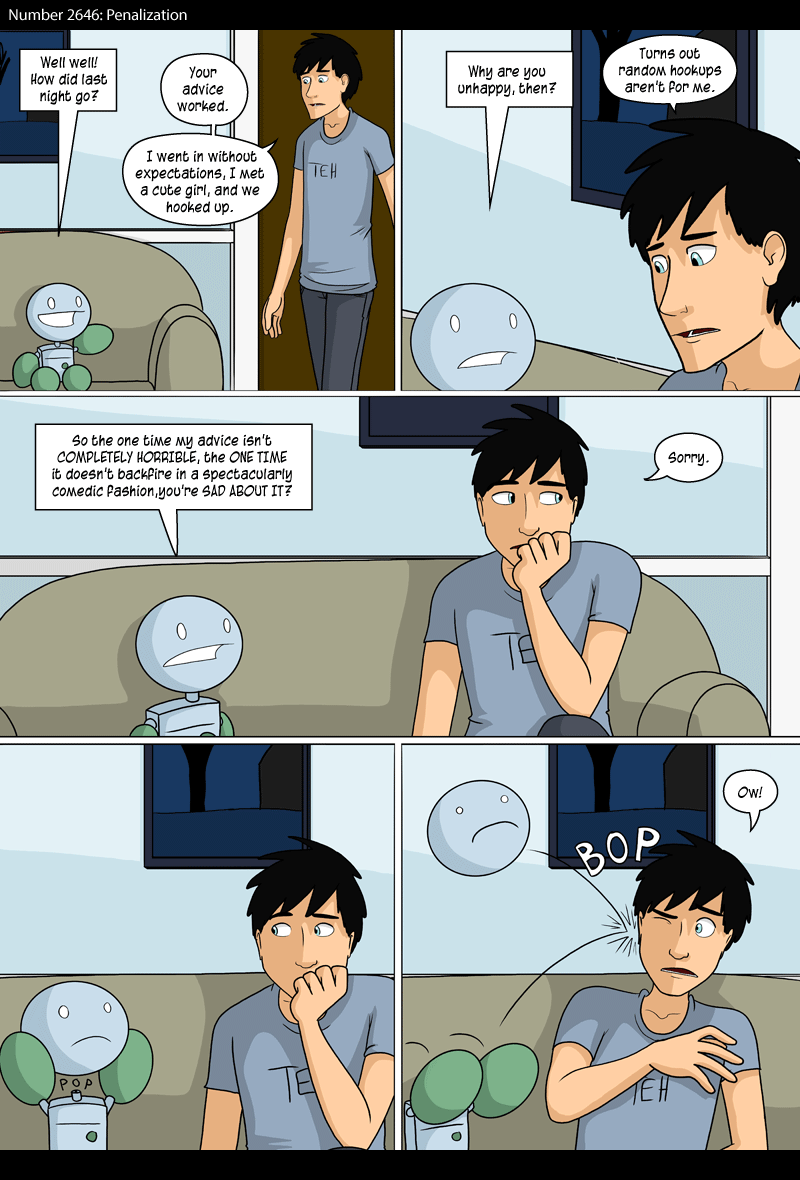 Number 2646: Penalization
Well well!
How did last
night go?
Your
advice
worked.
I went in without
expectations, I met
a cute girl, and we
hooked up.
TEH
Why are you
unhappy, then?
Turns out
random hookups
aren't for me.
So the one time my advice isn't
COMPLETELY HORRIBLE, the ONE TIME
it doesn't backfire in a spectacularly
comedic fashion,you're SAD ABOUT IT?
Sorry.
TEH
POP
TE
BOP
Ow!
TEH